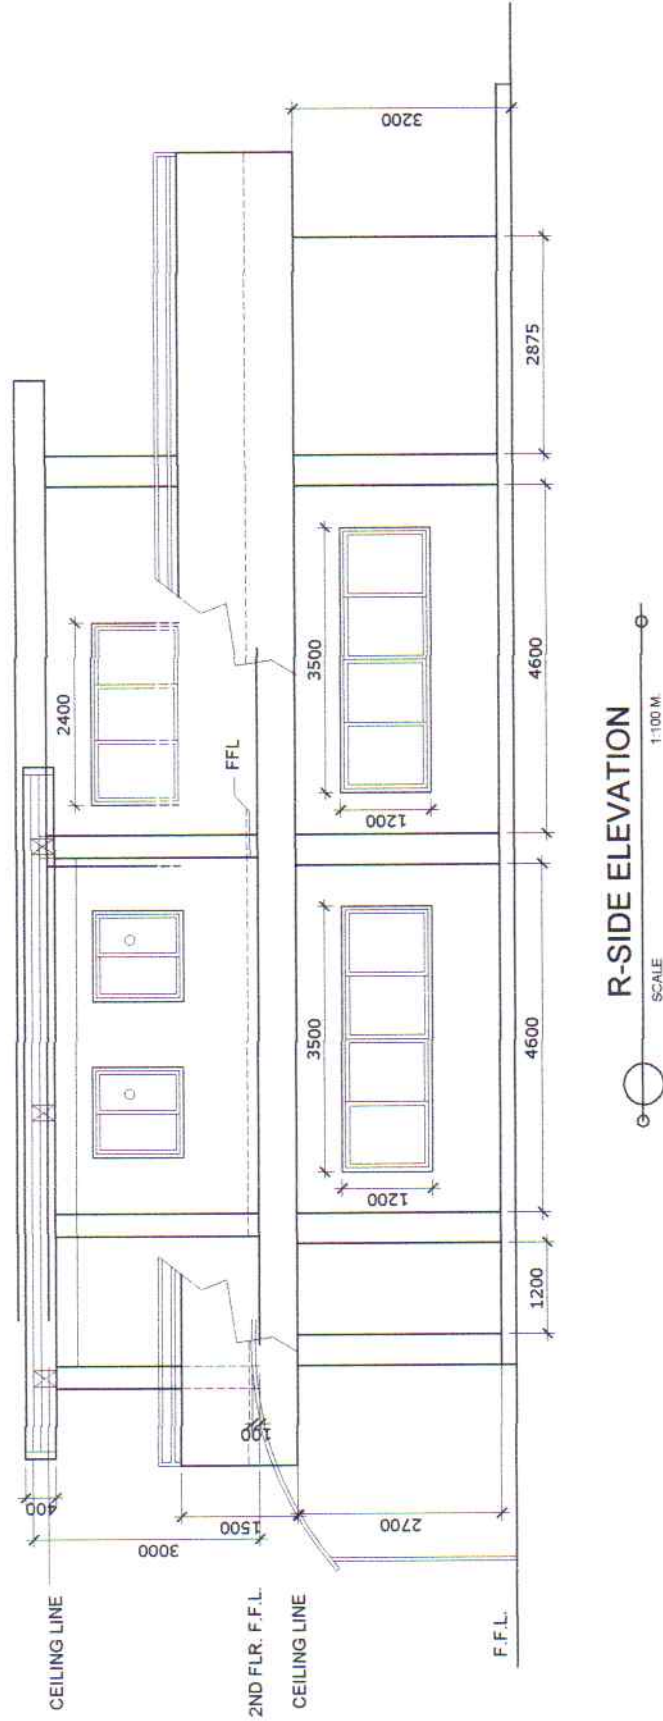 CEILING LINE
2ND FLR. F.F.L.
CEILING LINE
F.F.L.
400
3000
1500
2700
100
2400
FFL
3500
1200
3500
1200
3200
1200
4600
4600
2875
R-SIDE ELEVATION
SCALE
1:100 M.